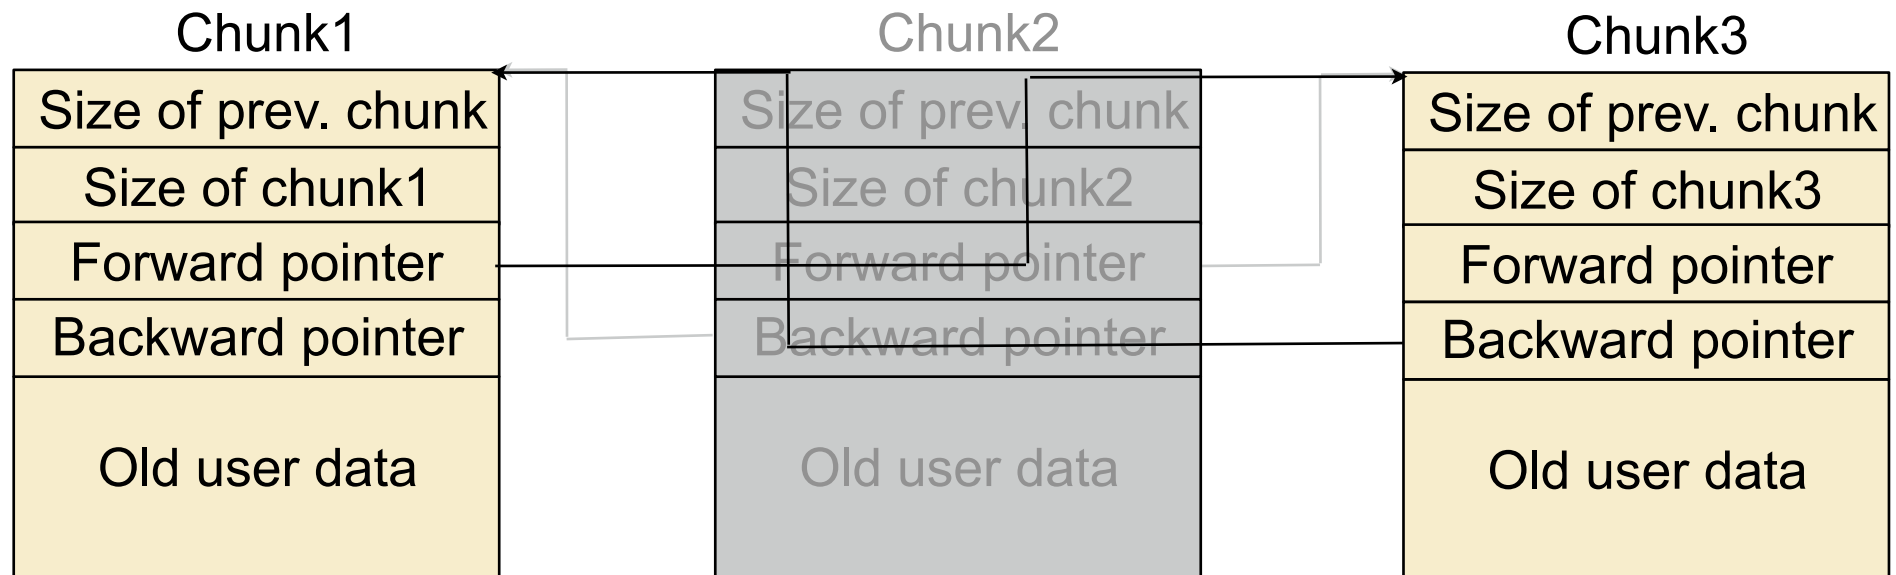 Chunk1
Size of prev. chunk
Size of chunk1
Forward pointer
Backward pointer
Old user data
Chunk2
Size of prev. chunk
Size of chunk2
Forward pointer
Backward pointer
Old user data
Chunk3
Size of prev. chunk
Size of chunk3
Forward pointer
Backward pointer
Old user data